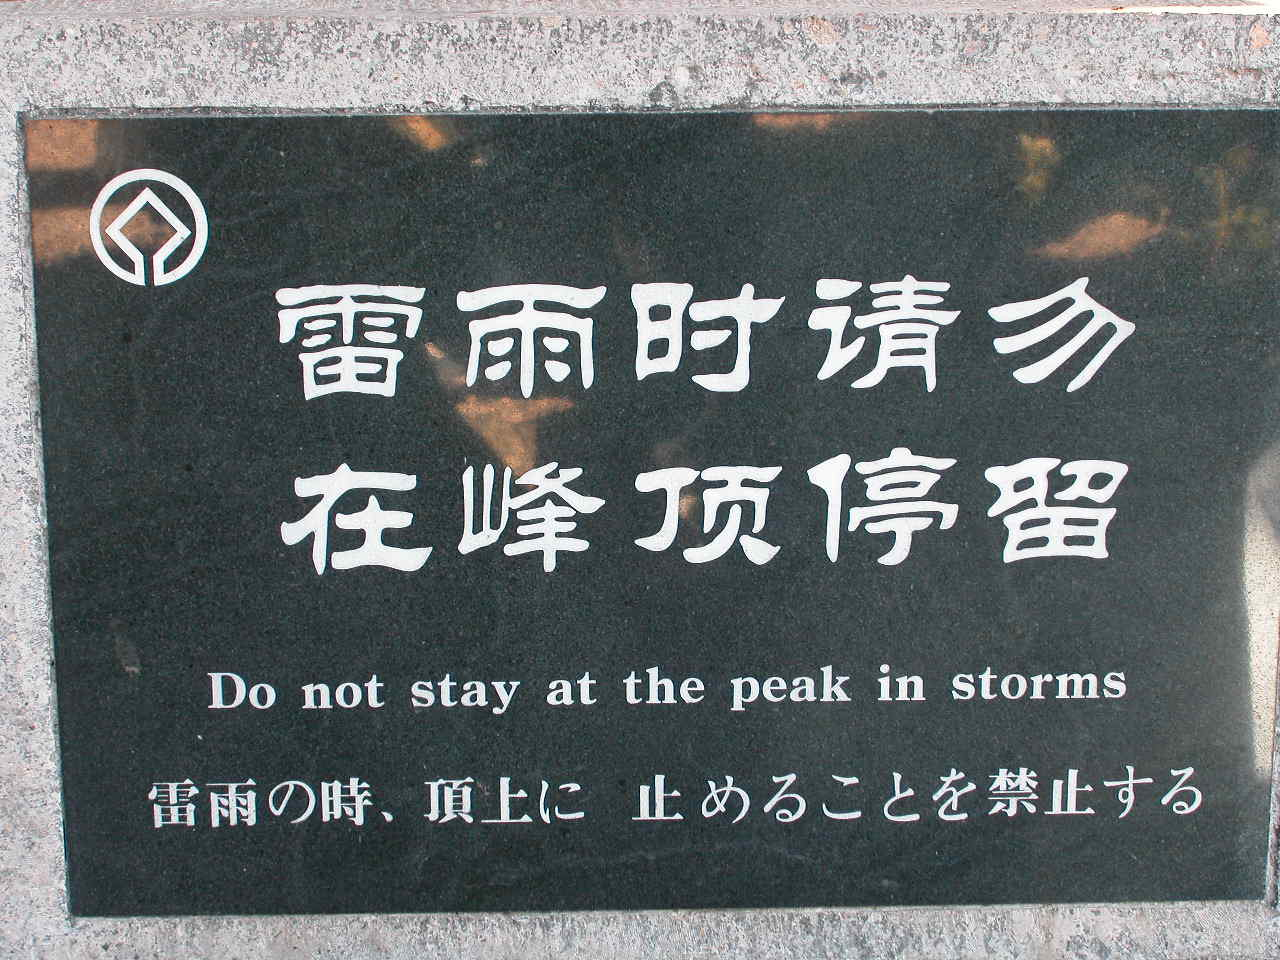 雷雨时请勿
在峰顶停留
Do not stay at the peak in storms
雷雨の時、頂上に 止めることを禁止する